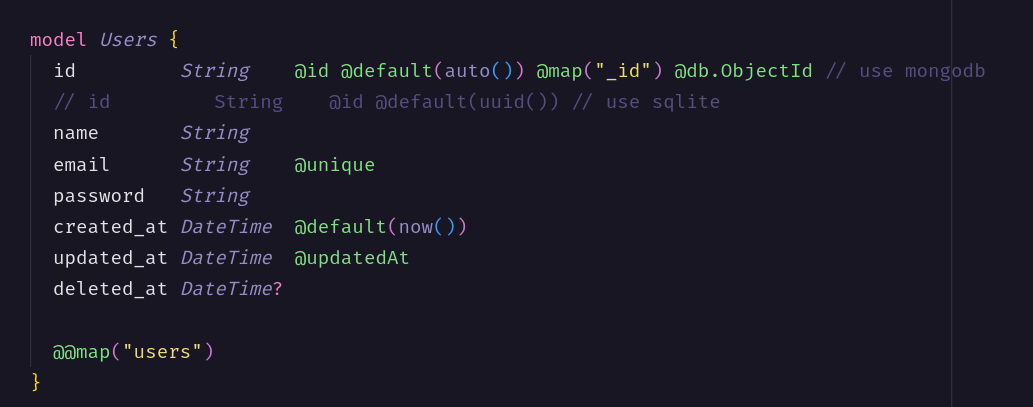 model Users {
id String @id @default(auto()) @map("_id") @db.ObjectId // use mongodb
// id String @id @default(uuid()) // use sqlite
name String
email String @unique
password String
created_at DateTime @default(now())
updated_at DateTime @updatedAt
deleted_at DateTime?
@@map("users")
}